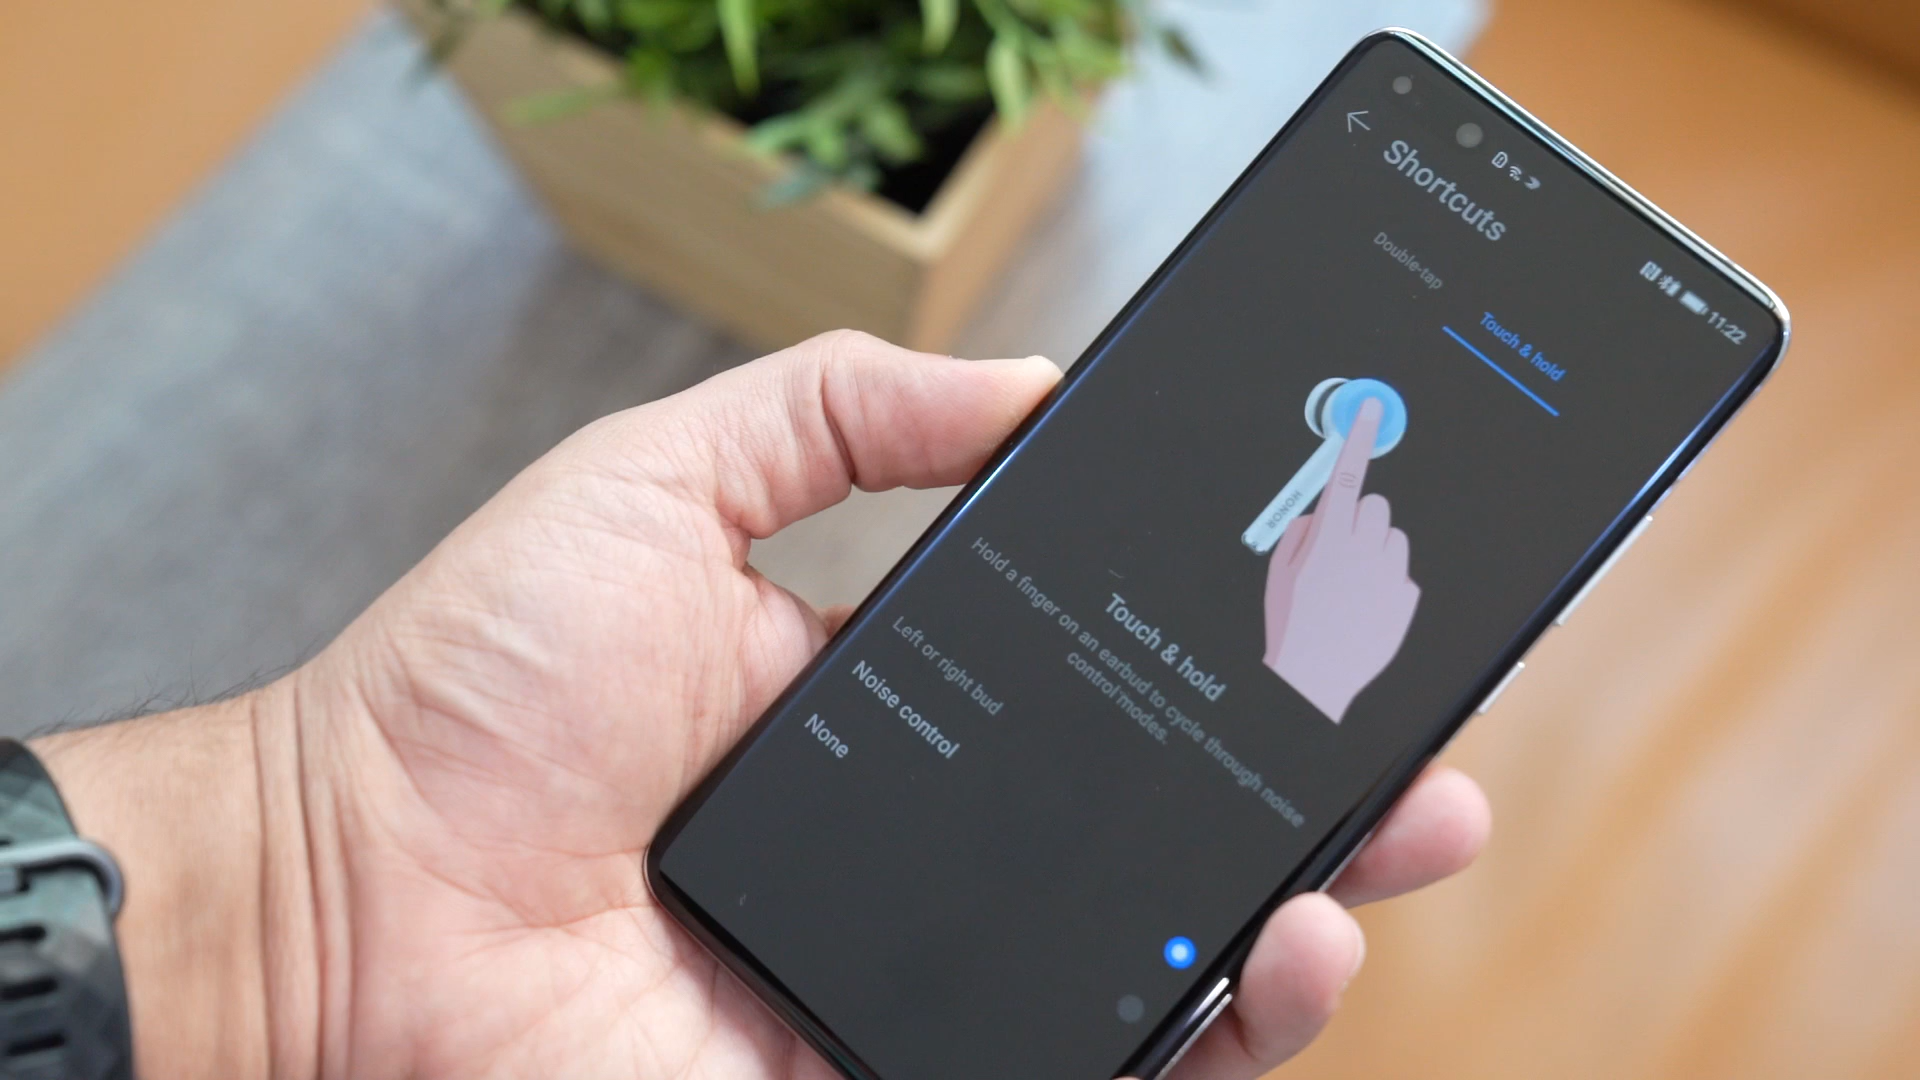 11:22
Shortcuts
Double-tap
Touch & hold
HONOR
Touch & hold
Hold a finger on an earbud to cycle through noise
control modes.
Left or right bud
Noise control
None